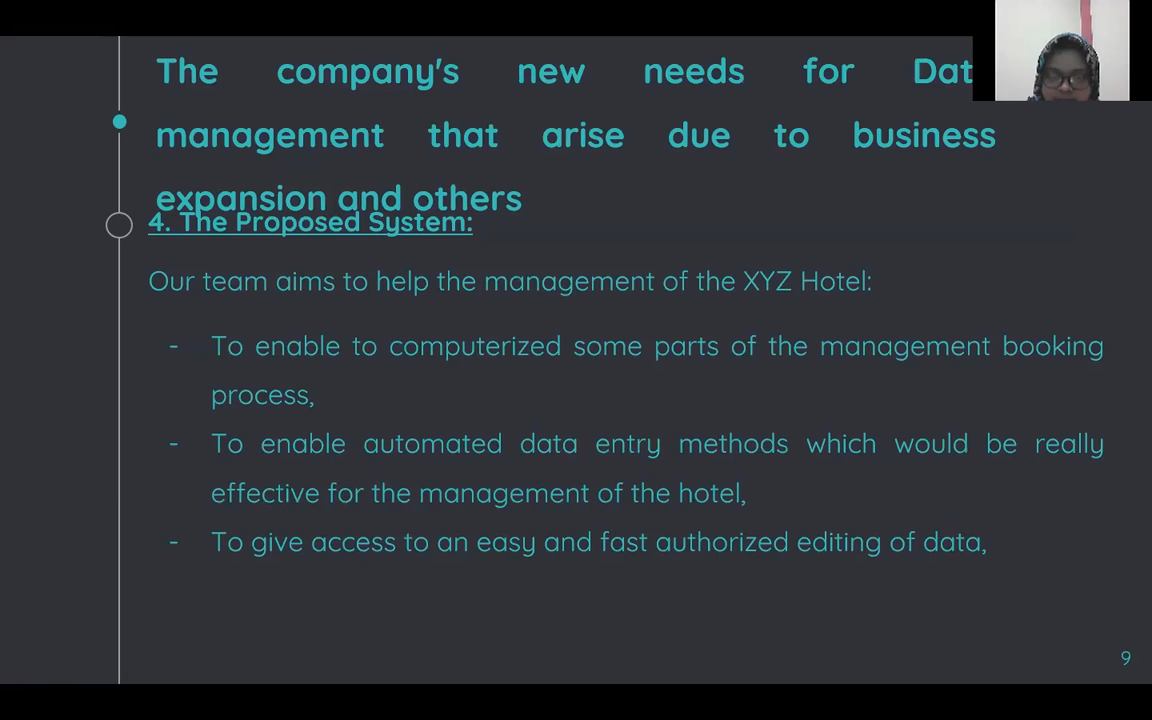 The company's new needs for Dat
management that arise due to business
expansion and others
4. The Proposed System:
Our team aims to help the management of the XYZ Hotel:
- To enable to computerized some parts of the management booking
process,
- To enable automated data entry methods which would be really
effective for the management of the hotel,
- To give access to an easy and fast authorized editing of data,
9